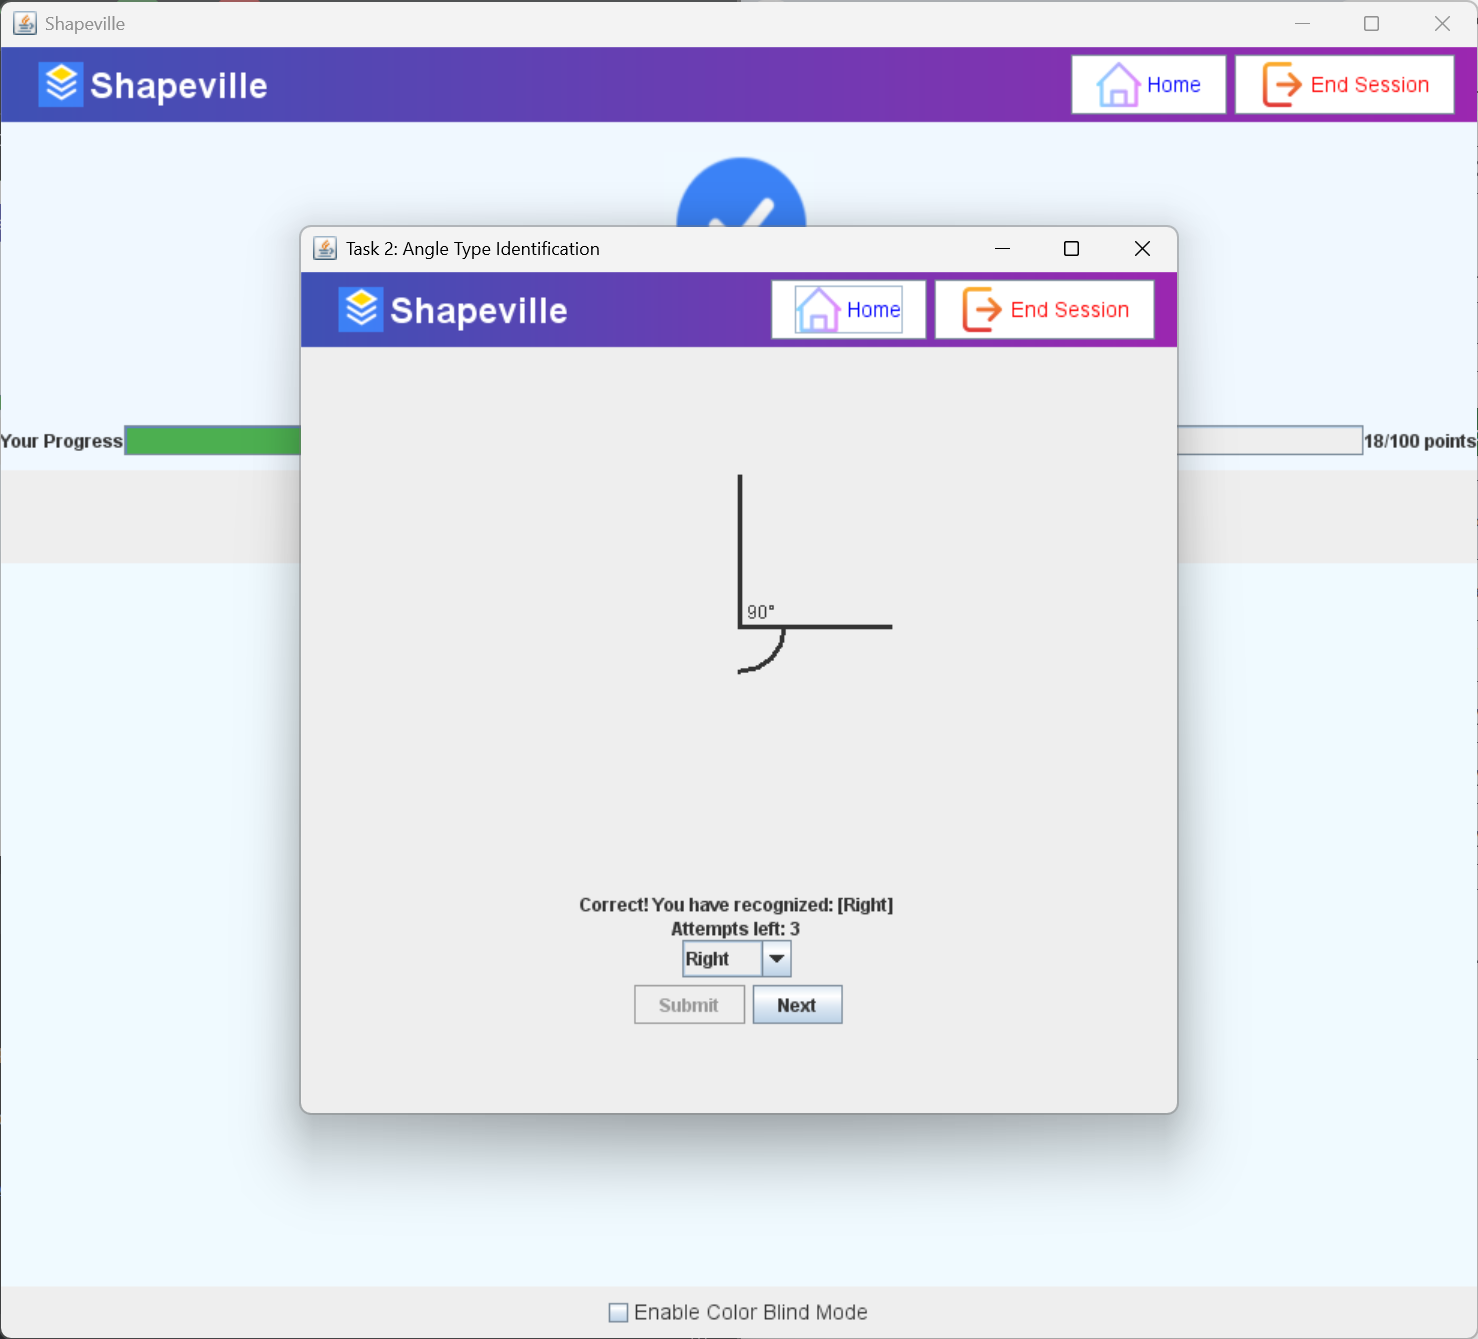 Shapeville
Shapeville
Home
End Session
Task 2: Angle Type Identification
Shapeville
Home
End Session
Your Progress
18/100 points
90°
Correct! You have recognized: [Right]
Attempts left: 3
Right
Submit
Next
Enable Color Blind Mode